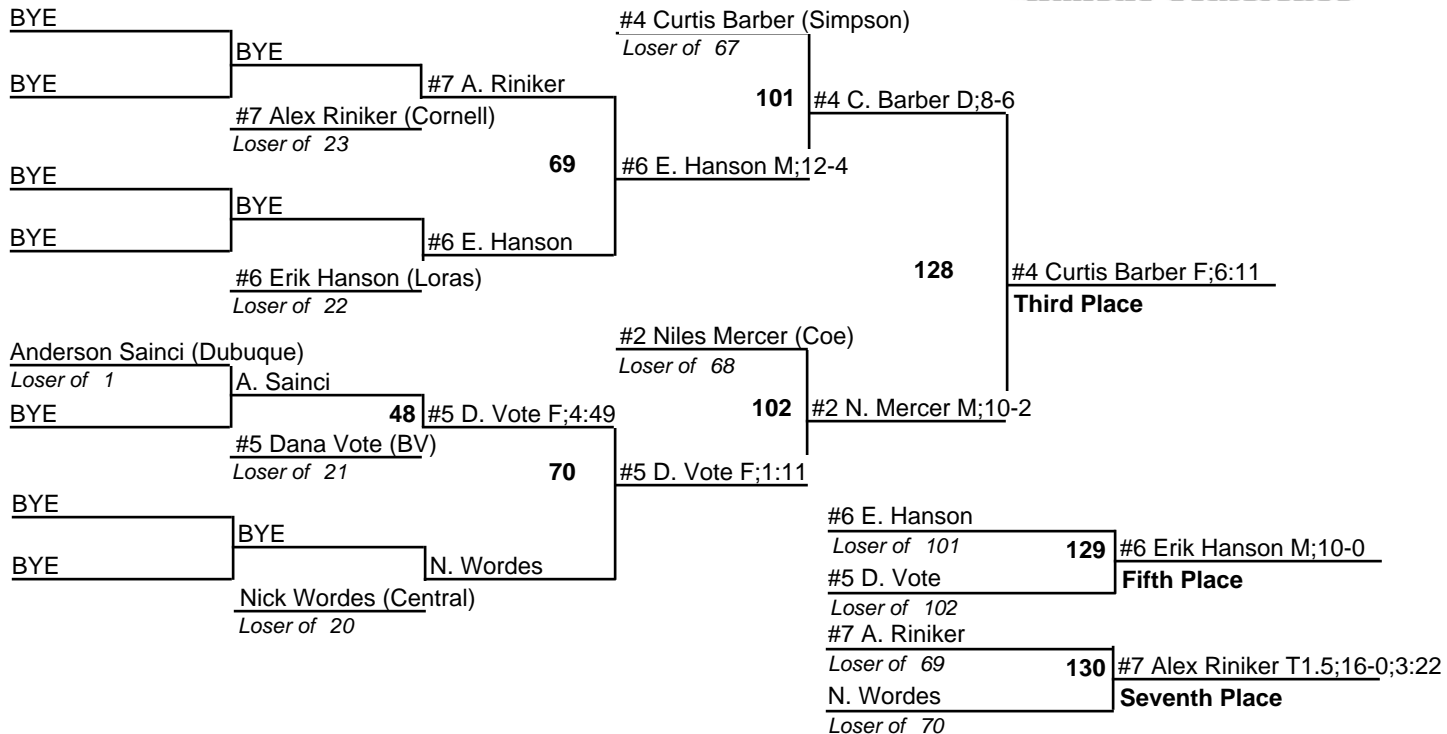 BYE
BYE
BYE
#7 Alex Riniker (Cornell)
Loser of 23
#7 A. Riniker
69
BYE
BYE
BYE
#6 Erik Hanson (Loras)
Loser of 22
#6 E. Hanson
#6 E. Hanson M;12-4
#4 Curtis Barber (Simpson)
Loser of 67
101
#4 C. Barber D;8-6
128
#4 Curtis Barber F;6:11
Third Place
Anderson Sainci (Dubuque)
Loser of 1
BYE
A. Sainci
48
#5 Dana Vote (BV)
Loser of 21
#5 D. Vote F;4:49
70
BYE
BYE
BYE
Nick Wordes (Central)
Loser of 20
N. Wordes
#5 D. Vote F;1:11
#2 Niles Mercer (Coe)
Loser of 68
102
#2 N. Mercer M;10-2
#6 E. Hanson
Loser of 101
129
#6 Erik Hanson M;10-0
Fifth Place
#5 D. Vote
Loser of 102
#7 A. Riniker
Loser of 69
130
#7 Alex Riniker T1.5;16-0;3:22
Seventh Place
N. Wordes
Loser of 70